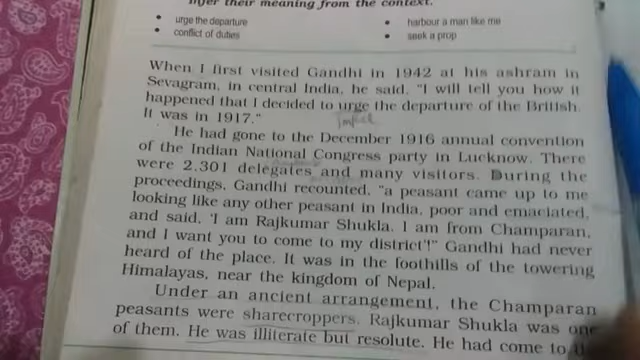 their meaning from the context.
• urge the departure
• harbour a man like me
• conflict of duties
• seek a prop
When I first visited Gandhi in 1942 at his ashram in
Sevagram, in central India, he said, "I will tell you how it
happened that I decided to urge the departure of the British.
It was in 1917."
He had gone to the December 1916 annual convention
of the Indian National Congress party in Lucknow. There
were 2,301 delegates and many visitors. During the
proceedings, Gandhi recounted, "a peasant came up to me
looking like any other peasant in India, poor and emaciated,
and said, 'I am Rajkumar Shukla. I am from Champaran,
and I want you to come to my district'!" Gandhi had never
heard of the place. It was in the foothills of the towering
Himalayas, near the kingdom of Nepal.
Under an ancient arrangement, the Champaran
peasants were sharecroppers. Rajkumar Shukla was one
of them. He was illiterate but resolute. He had come to